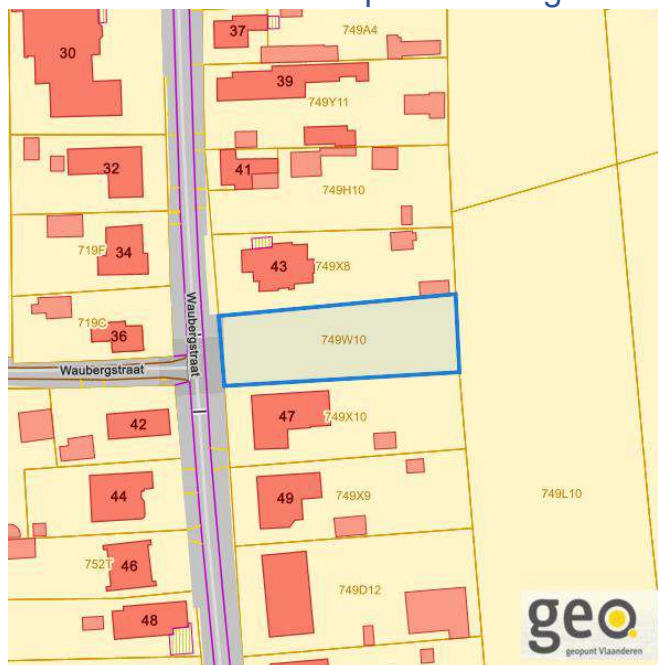 37
749A4
30
39
749Y11
32
41
749H10
719F
34
43
749X8
719C
36
Waubergstraat
749W10
Waubergstraat
42
47
749X10
44
49
749X9
749L10
752T
46
749D12
48
geo
geopunt Vlaanderen